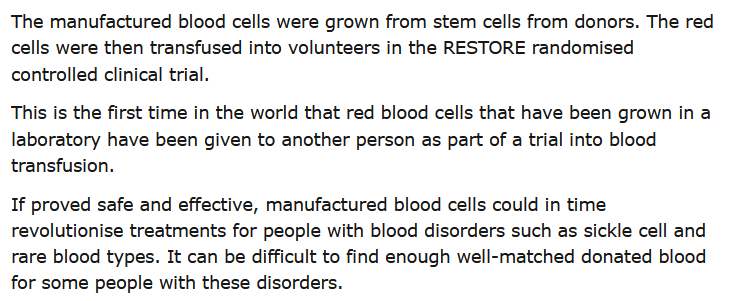 The manufactured blood cells were grown from stem cells from donors. The red
cells were then transfused into volunteers in the RESTORE randomised
controlled clinical trial.
This is the first time in the world that red blood cells that have been grown in a
laboratory have been given to another person as part of a trial into blood
transfusion.
If proved safe and effective, manufactured blood cells could in time
revolutionise treatments for people with blood disorders such as sickle cell and
rare blood types. It can be difficult to find enough well-matched donated blood
for some people with these disorders.